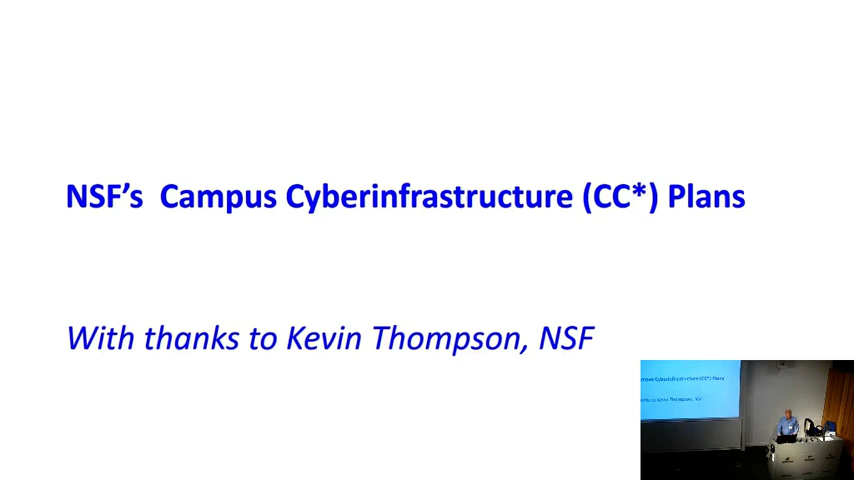 NSF’s  Campus Cyberinfrastructure (CC*) Plans
With thanks to Kevin Thompson, NSF